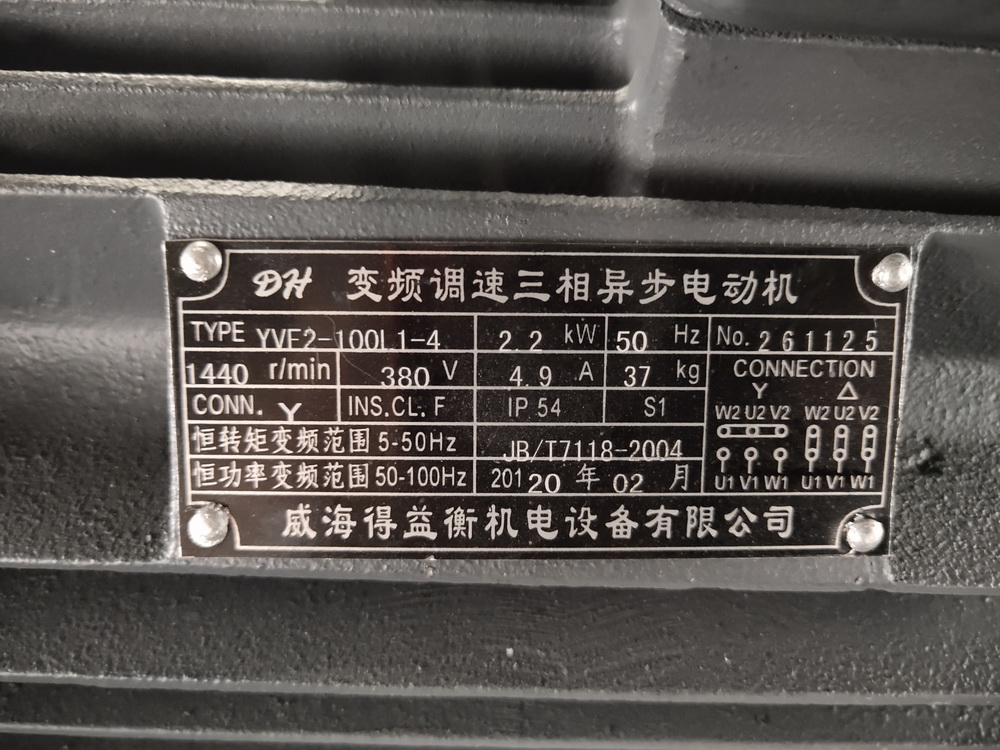 DH 变频调速三相异步电动机
TYPE YVF2-100L1-4 2.2 kW 50 Hz No. 261125
1440 r/min 380 V 4.9 A 37 kg CONNECTION
Y △
CONN. Y INS.CL. F IP 54 S1 W2 U2 V2 W2 U2 V2
恒转矩变频范围 5-50Hz JB/T7118-2004
恒功率变频范围 50-100Hz 20120 年 02 月 U1 V1 W1 U1 V1 W1
威海得益衡机电设备有限公司